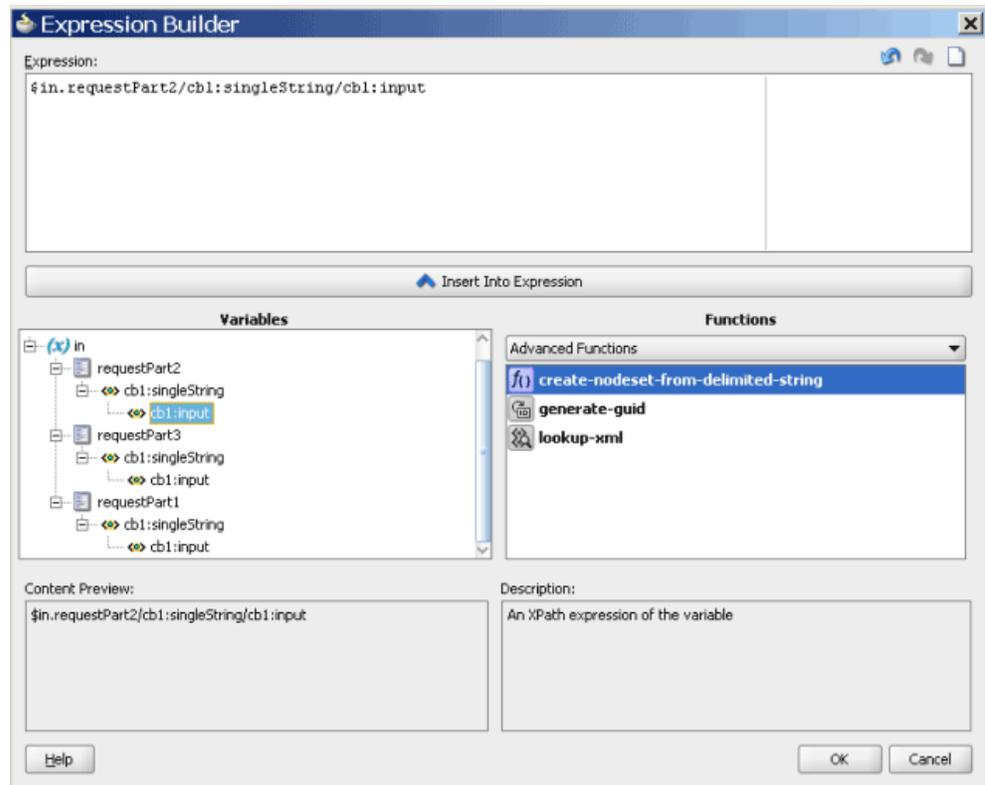 Expression Builder
Expression:
$in.requestPart2/cb1:singleString/cb1:input
Insert Into Expression
Variables
Functions
(x) in
requestPart2
cb1:singleString
cb1:input
requestPart3
cb1:singleString
cb1:input
requestPart1
cb1:singleString
cb1:input
Advanced Functions
f() create-nodeset-from-delimited-string
generate-guid
lookup-xml
Content Preview:
Description:
$in.requestPart2/cb1:singleString/cb1:input
An XPath expression of the variable
Help
OK
Cancel